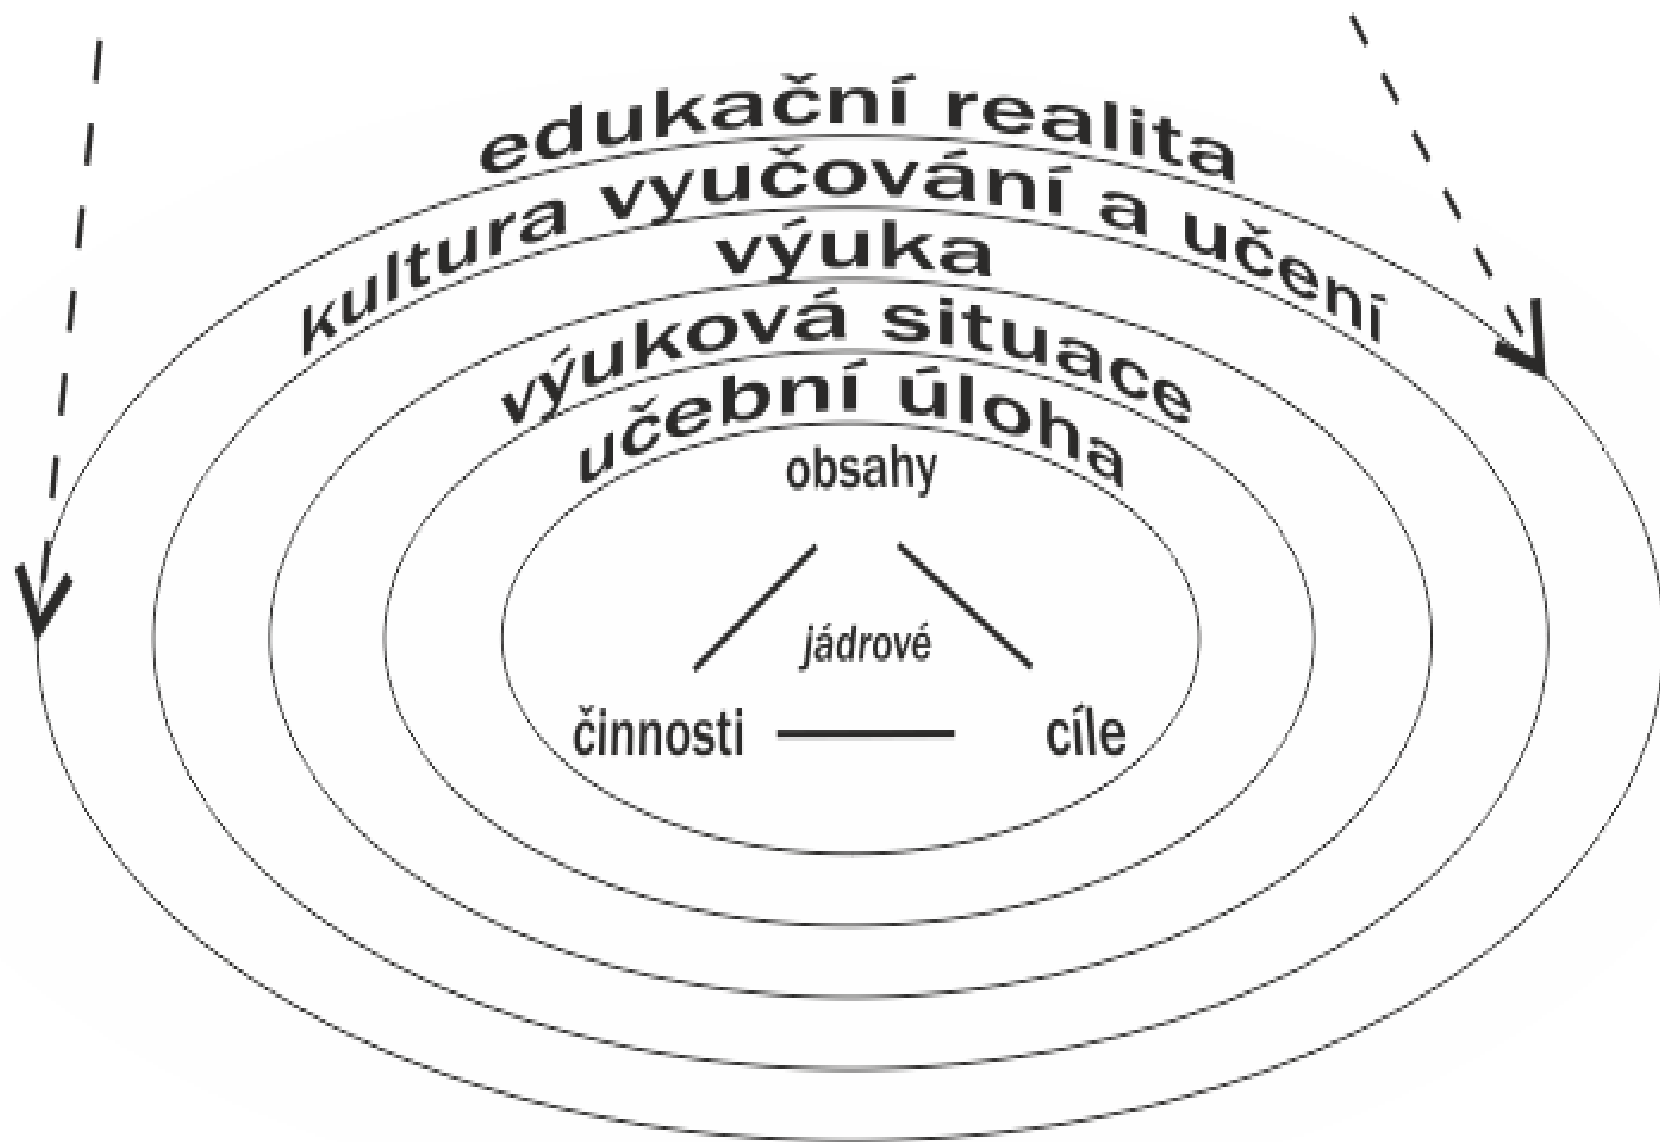 edukační realita
kultura vyučování a učení
výuka
výuková situace
učební úloha
obsahy
jádrové
činnosti
cíle